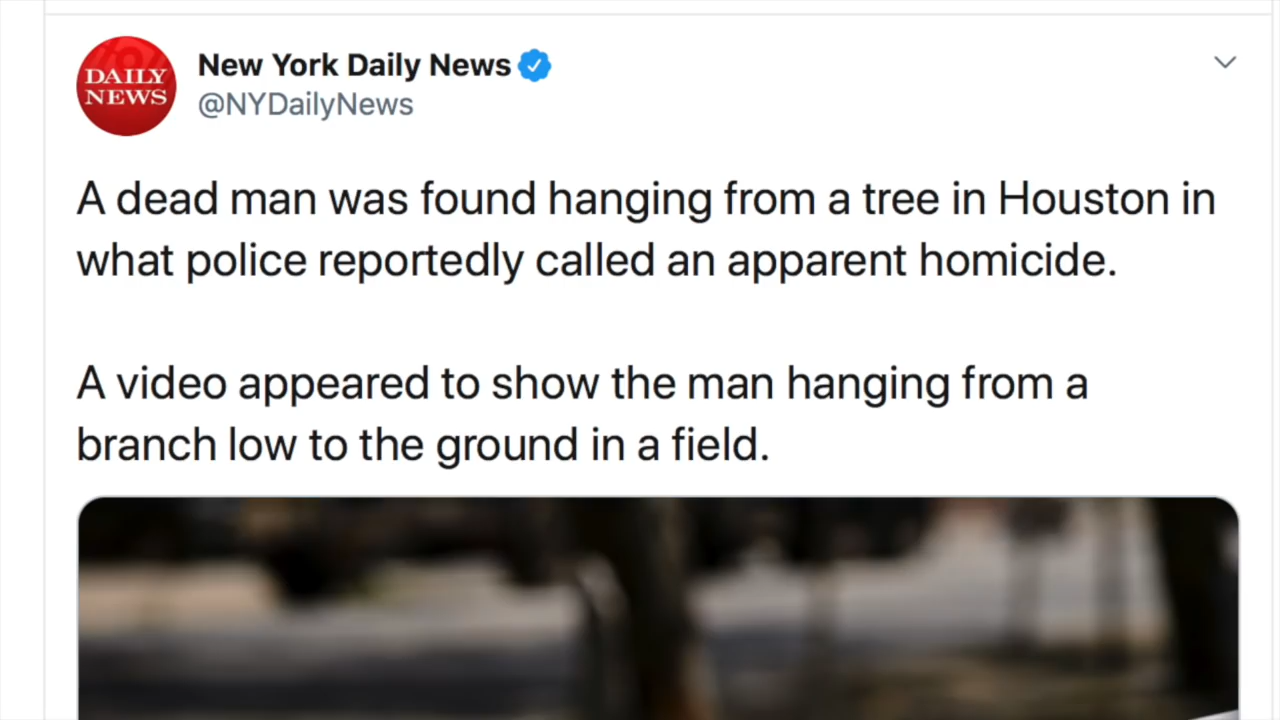 DAILY
NEWS
New York Daily News
@NYDailyNews
A dead man was found hanging from a tree in Houston in
what police reportedly called an apparent homicide.
A video appeared to show the man hanging from a
branch low to the ground in a field.